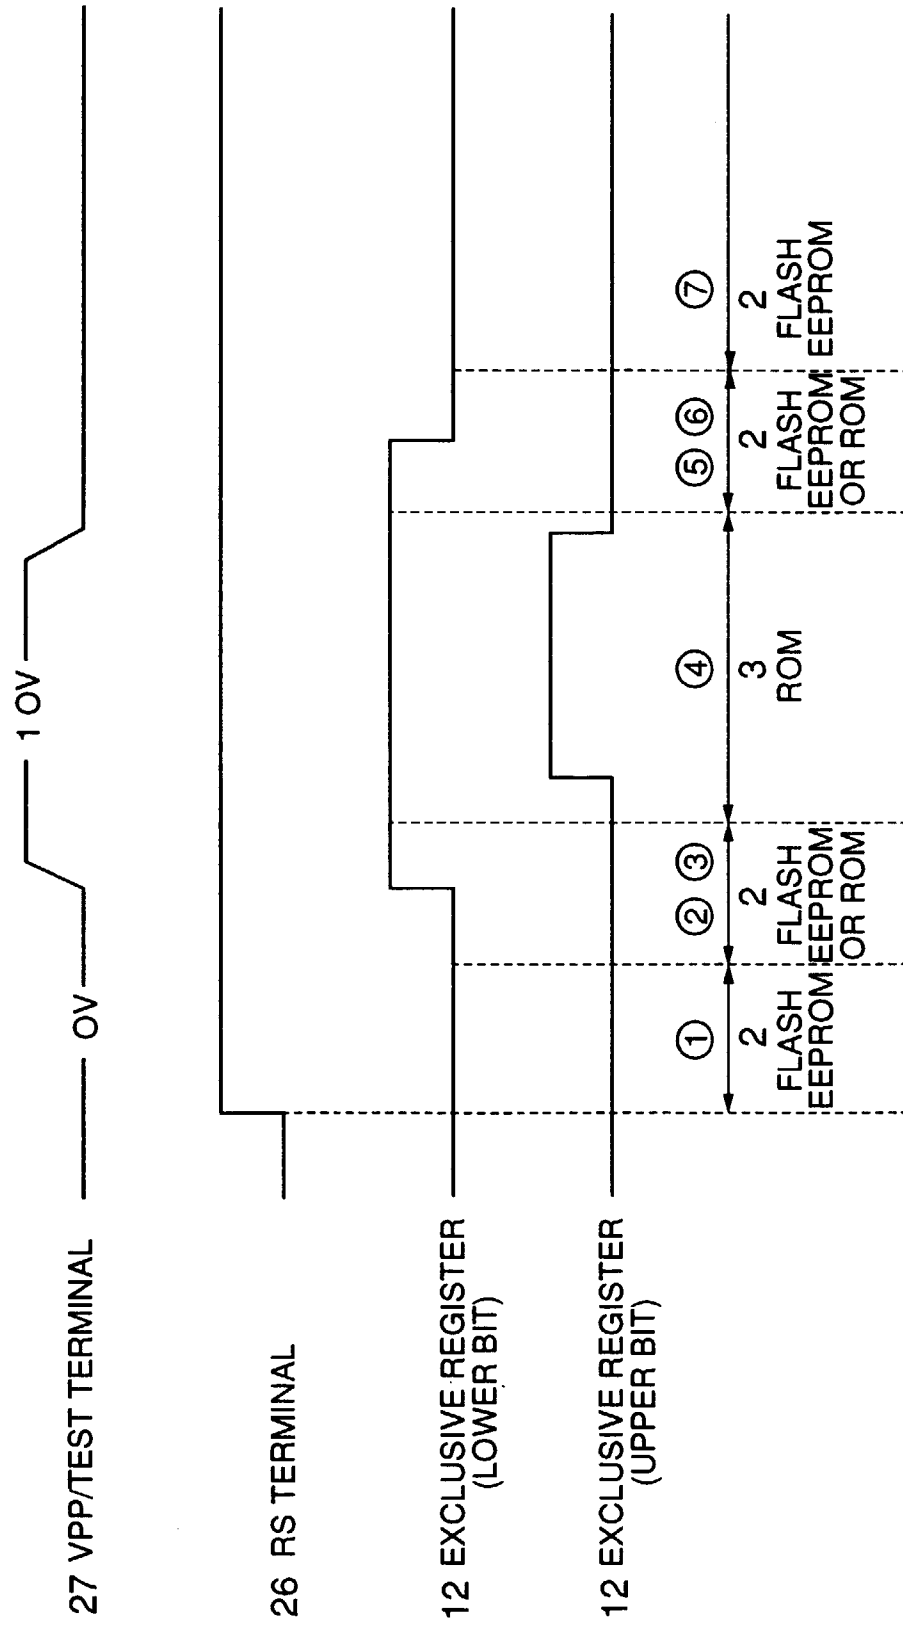 27 VPP/TEST TERMINAL
OV
1 OV
26 RS TERMINAL
12 EXCLUSIVE REGISTER
(LOWER BIT)
12 EXCLUSIVE REGISTER
(UPPER BIT)
①
2
FLASH
EEPROM
② ③
2
FLASH
EEPROM
OR ROM
④
3
ROM
⑤ ⑥
2
FLASH
EEPROM
OR ROM
⑦
2
FLASH
EEPROM